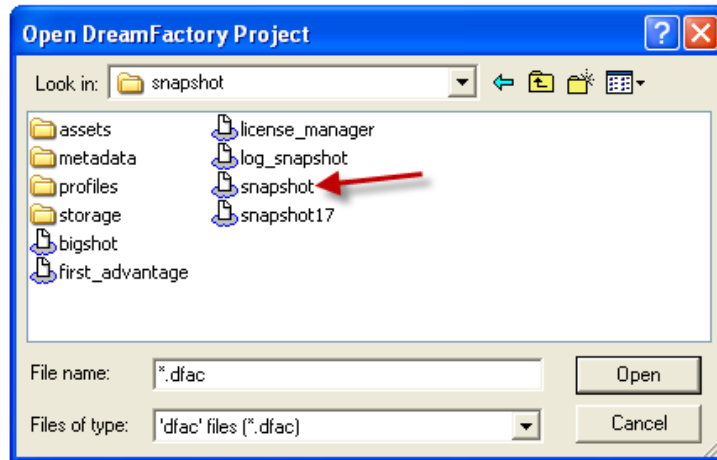 Open DreamFactory Project
Look in: snapshot
assets
metadata
profiles
storage
bigshot
first_advantage
license_manager
log_snapshot
snapshot
snapshot17
File name: *.dfac Open
Files of type: 'dfac' files (*.dfac) Cancel